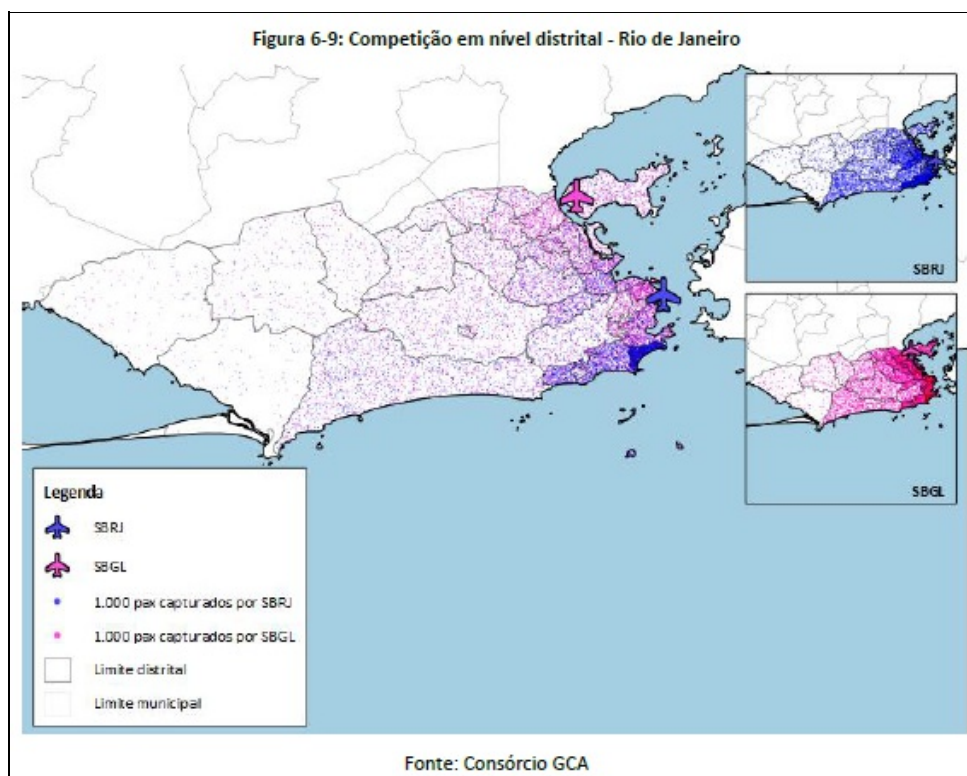 Figura 6-9: Competição em nível distrital - Rio de Janeiro
SBRJ
SBGL
Legenda
SBRJ
SBGL
1.000 pax capturados por SBRJ
1.000 pax capturados por SBGL
Limite distrital
Limite municipal
Fonte: Consórcio GCA